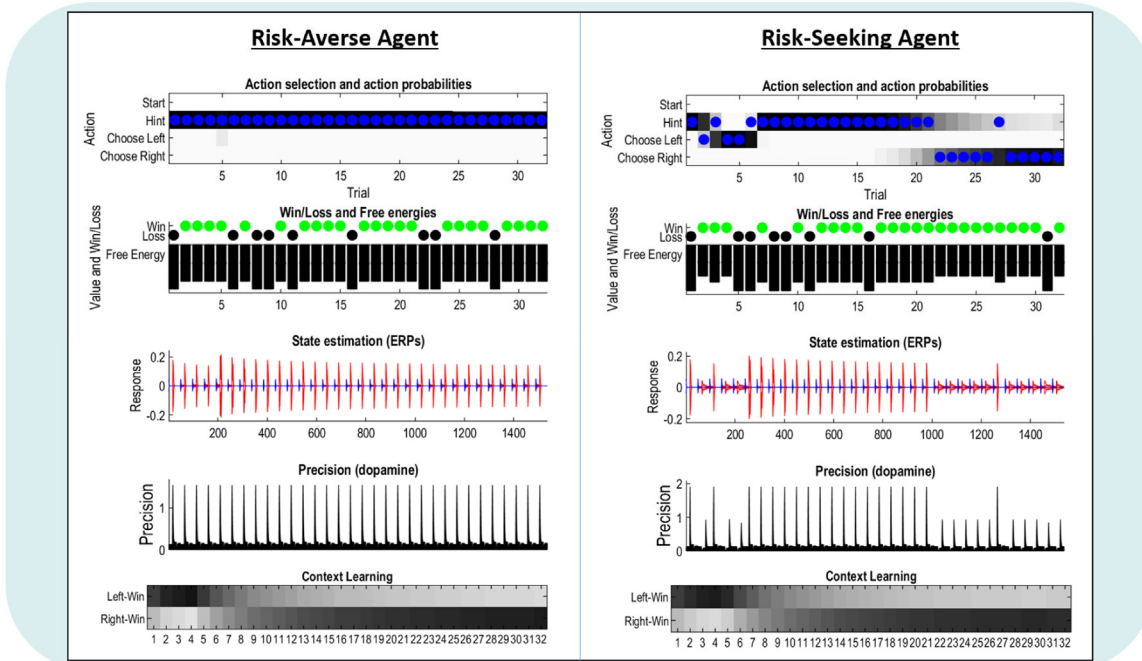 Risk-Averse Agent
Action selection and action probabilities
Start
Hint
Choose Left
Choose Right
Action
5 10 15 20 25 30
Trial
Win/Loss and Free energies
Win
Loss
Free Energy
Value and Win/Loss
5 10 15 20 25 30
State estimation (ERPs)
0.2
0
-0.2
Response
200 400 600 800 1000 1200 1400
Precision (dopamine)
1
0
Precision
Context Learning
Left-Win
Right-Win
1 2 3 4 5 6 7 8 9 10 11 12 13 14 15 16 17 18 19 20 21 22 23 24 25 26 27 28 29 30 31 32
Risk-Seeking Agent
Action selection and action probabilities
Start
Hint
Choose Left
Choose Right
Action
5 10 15 20 25 30
Trial
Win/Loss and Free energies
Win
Loss
Free Energy
Value and Win/Loss
5 10 15 20 25 30
State estimation (ERPs)
0.2
0
-0.2
Response
200 400 600 800 1000 1200 1400
Precision (dopamine)
2
1
0
Precision
Context Learning
Left-Win
Right-Win
1 2 3 4 5 6 7 8 9 10 11 12 13 14 15 16 17 18 19 20 21 22 23 24 25 26 27 28 29 30 31 32